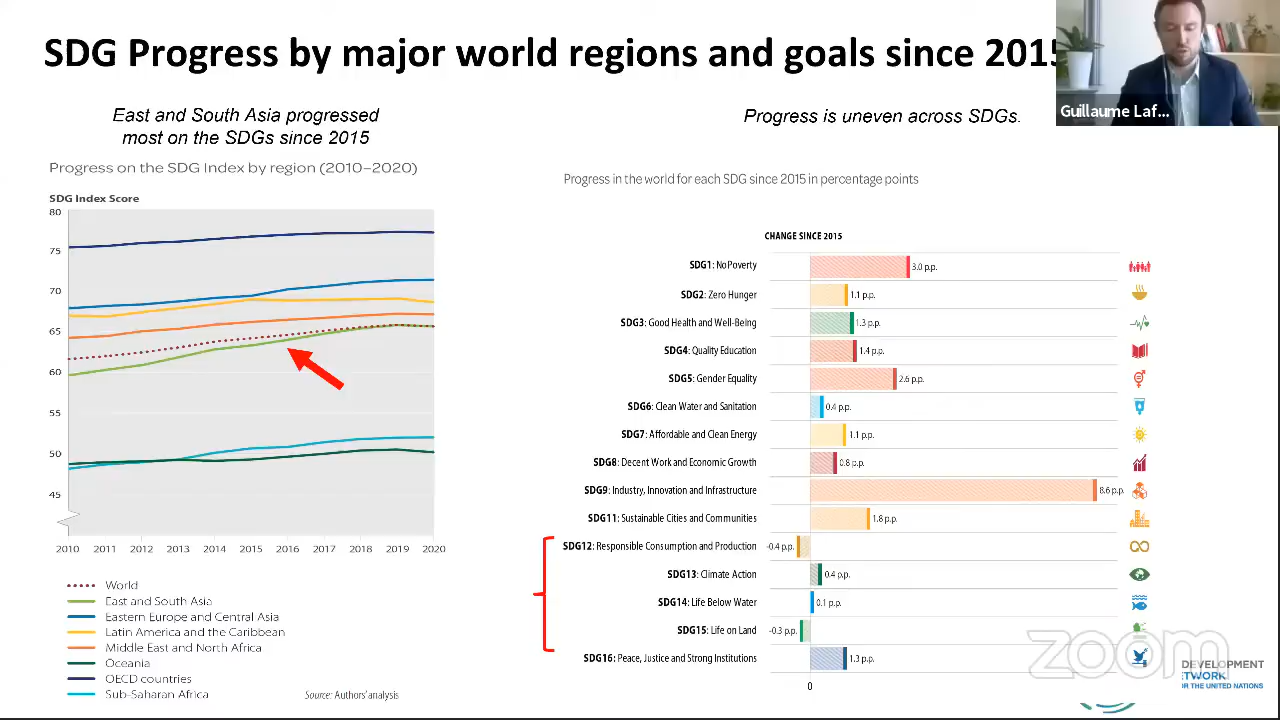 SDG Progress by major world regions and goals since 2015
Guillaume Laf...
East and South Asia progressed
most on the SDGs since 2015
Progress is uneven across SDGs.
Progress on the SDG Index by region (2010–2020)
Progress in the world for each SDG since 2015 in percentage points
SDG Index Score
80
75
70
65
60
55
50
45
2010 2011 2012 2013 2014 2015 2016 2017 2018 2019 2020
World
East and South Asia
Eastern Europe and Central Asia
Latin America and the Caribbean
Middle East and North Africa
Oceania
OECD countries
Sub-Saharan Africa
Source: Authors' analysis
CHANGE SINCE 2015
SDG1: No Poverty 3.0 p.p.
SDG2: Zero Hunger 1.1 p.p.
SDG3: Good Health and Well-Being 1.3 p.p.
SDG4: Quality Education 1.4 p.p.
SDG5: Gender Equality 2.6 p.p.
SDG6: Clean Water and Sanitation 0.4 p.p.
SDG7: Affordable and Clean Energy 1.1 p.p.
SDG8: Decent Work and Economic Growth 0.8 p.p.
SDG9: Industry, Innovation and Infrastructure 8.6 p.p.
SDG11: Sustainable Cities and Communities 1.8 p.p.
SDG12: Responsible Consumption and Production -0.4 p.p.
SDG13: Climate Action 0.4 p.p.
SDG14: Life Below Water 0.1 p.p.
SDG15: Life on Land -0.3 p.p.
SDG16: Peace, Justice and Strong Institutions 1.3 p.p.
0
zoom
DEVELOPMENT
NETWORK
FOR THE UNITED NATIONS